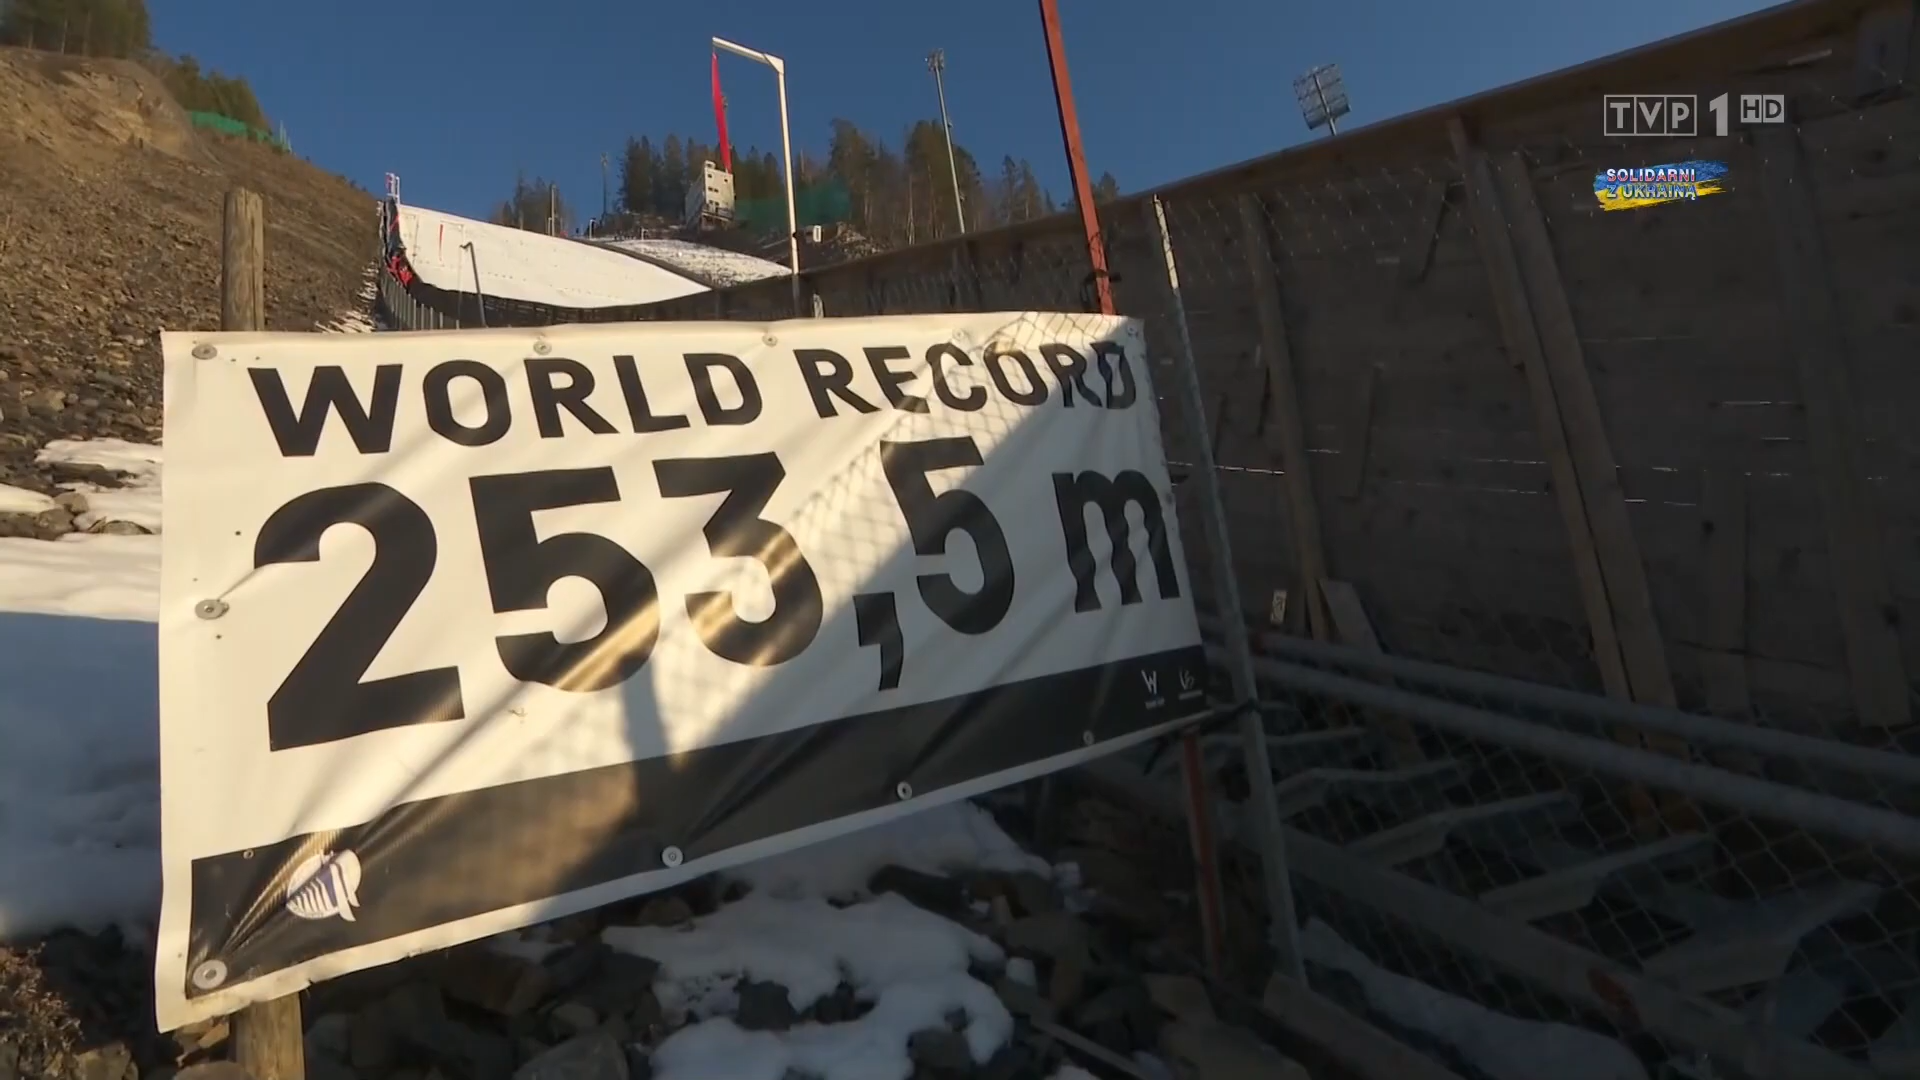 TVP 1 HD
SOLIDARNI
Z UKRAINĄ
WORLD RECORD
253,5 m